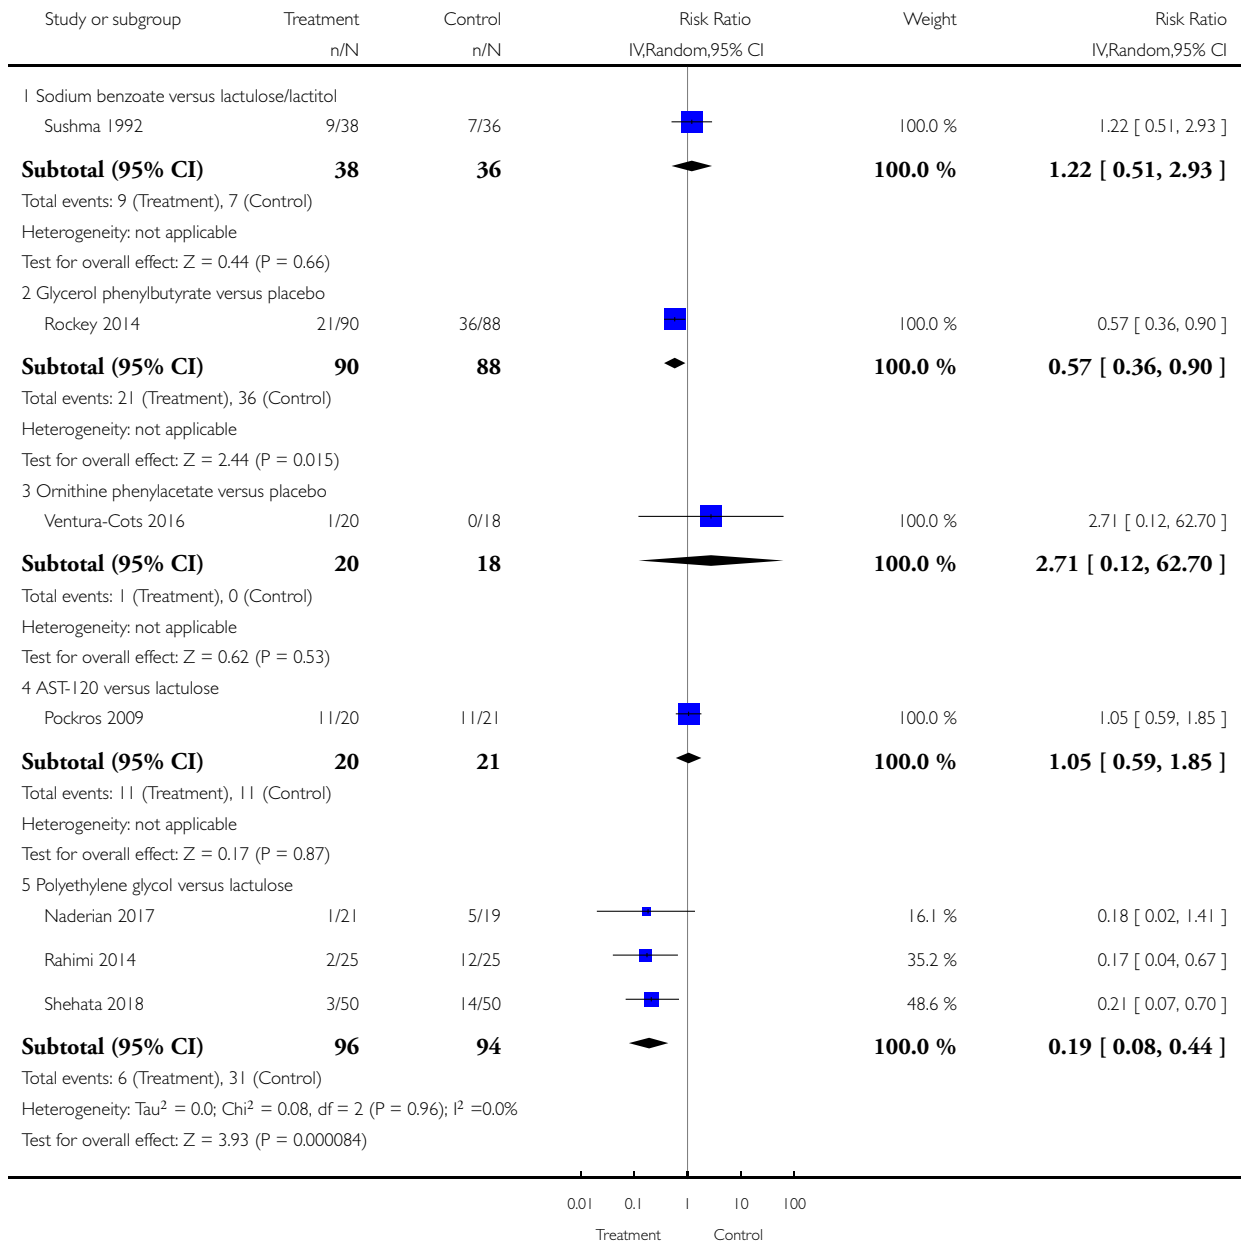 Study or subgroup Treatment Control Risk Ratio Weight Risk Ratio
n/N n/N IV,Random,95% CI IV,Random,95% CI
1 Sodium benzoate versus lactulose/lactitol
Sushma 1992 9/38 7/36 100.0 % 1.22 [ 0.51, 2.93 ]
Subtotal (95% CI) 38 36 100.0 % 1.22 [ 0.51, 2.93 ]
Total events: 9 (Treatment), 7 (Control)
Heterogeneity: not applicable
Test for overall effect: Z = 0.44 (P = 0.66)
2 Glycerol phenylbutyrate versus placebo
Rockey 2014 21/90 36/88 100.0 % 0.57 [ 0.36, 0.90 ]
Subtotal (95% CI) 90 88 100.0 % 0.57 [ 0.36, 0.90 ]
Total events: 21 (Treatment), 36 (Control)
Heterogeneity: not applicable
Test for overall effect: Z = 2.44 (P = 0.015)
3 Ornithine phenylacetate versus placebo
Ventura-Cots 2016 1/20 0/18 100.0 % 2.71 [ 0.12, 62.70 ]
Subtotal (95% CI) 20 18 100.0 % 2.71 [ 0.12, 62.70 ]
Total events: 1 (Treatment), 0 (Control)
Heterogeneity: not applicable
Test for overall effect: Z = 0.62 (P = 0.53)
4 AST-120 versus lactulose
Pockros 2009 11/20 11/21 100.0 % 1.05 [ 0.59, 1.85 ]
Subtotal (95% CI) 20 21 100.0 % 1.05 [ 0.59, 1.85 ]
Total events: 11 (Treatment), 11 (Control)
Heterogeneity: not applicable
Test for overall effect: Z = 0.17 (P = 0.87)
5 Polyethylene glycol versus lactulose
Naderian 2017 1/21 5/19 16.1 % 0.18 [ 0.02, 1.41 ]
Rahimi 2014 2/25 12/25 35.2 % 0.17 [ 0.04, 0.67 ]
Shehata 2018 3/50 14/50 48.6 % 0.21 [ 0.07, 0.70 ]
Subtotal (95% CI) 96 94 100.0 % 0.19 [ 0.08, 0.44 ]
Total events: 6 (Treatment), 31 (Control)
Heterogeneity: Tau² = 0.0; Chi² = 0.08, df = 2 (P = 0.96); I² =0.0%
Test for overall effect: Z = 3.93 (P = 0.000084)
0.01 0.1 1 10 100
Treatment Control